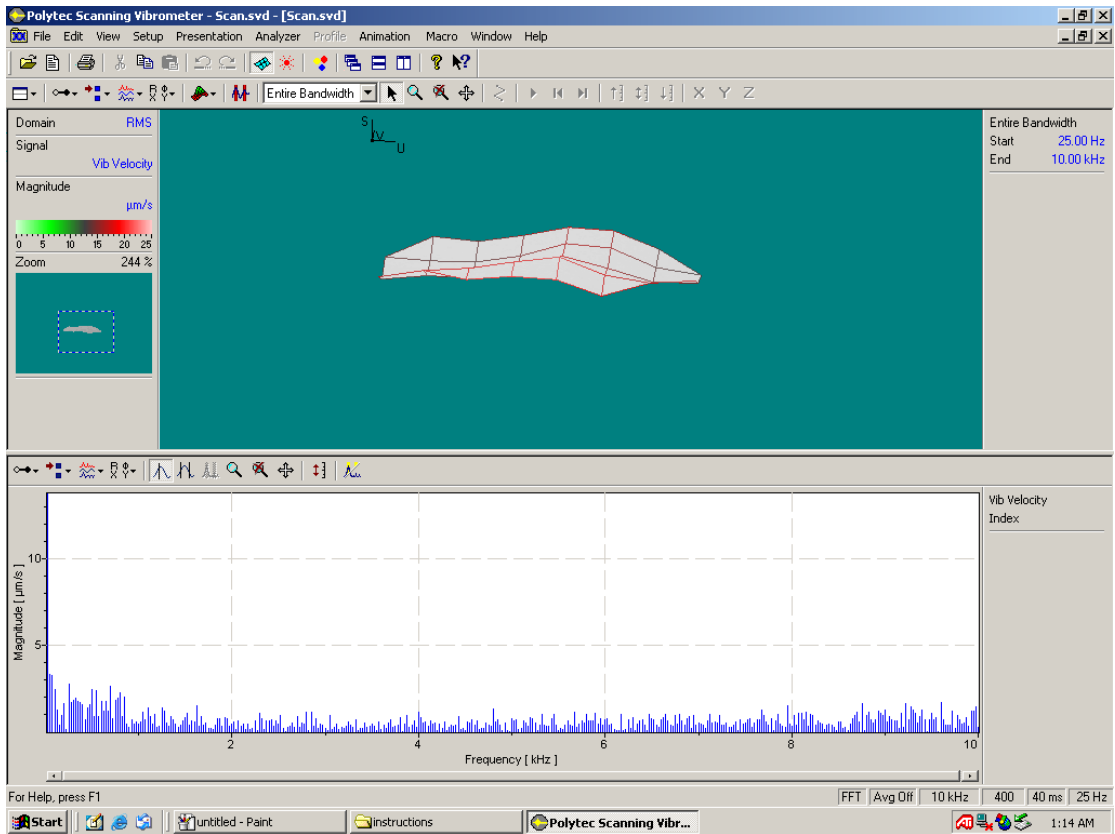 Polytec Scanning Vibrometer - Scan.svd - [Scan.svd]
File Edit View Setup Presentation Analyzer Profile Animation Macro Window Help
Entire Bandwidth
X Y Z
Domain RMS
Signal
Vib Velocity
Magnitude
µm/s
0 5 10 15 20 25
Zoom 244 %
S
V
U
Entire Bandwidth
Start 25.00 Hz
End 10.00 kHz
Vib Velocity
Index
Magnitude [ µm/s ]
10
5
2 4 6 8 10
Frequency [ kHz ]
For Help, press F1
FFT Avg Off 10 kHz 400 40 ms 25 Hz
Start untitled - Paint instructions Polytec Scanning Vibr... 1:14 AM